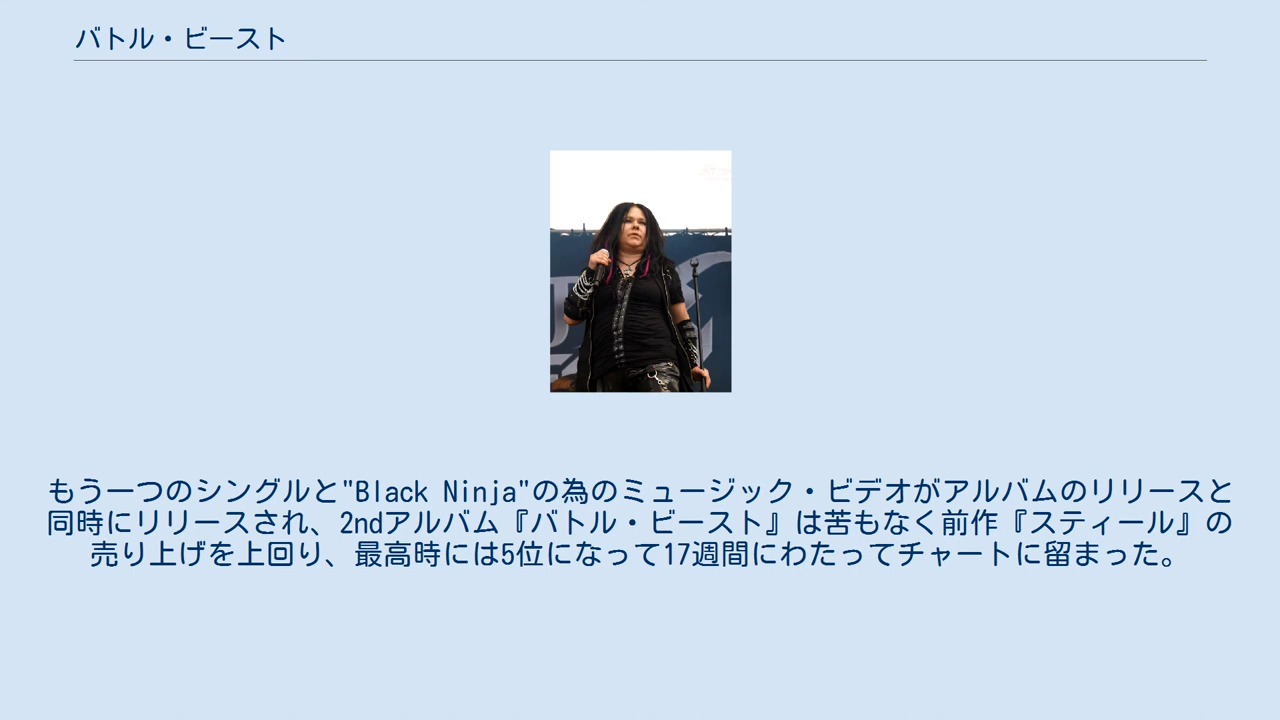 バトル・ビースト
もう一つのシングルと"Black Ninja"の為のミュージック・ビデオがアルバムのリリースと
同時にリリースされ、2ndアルバム『バトル・ビースト』は苦もなく前作『スティール』の
売り上げを上回り、最高時には5位になって17週間にわたってチャートに留まった。